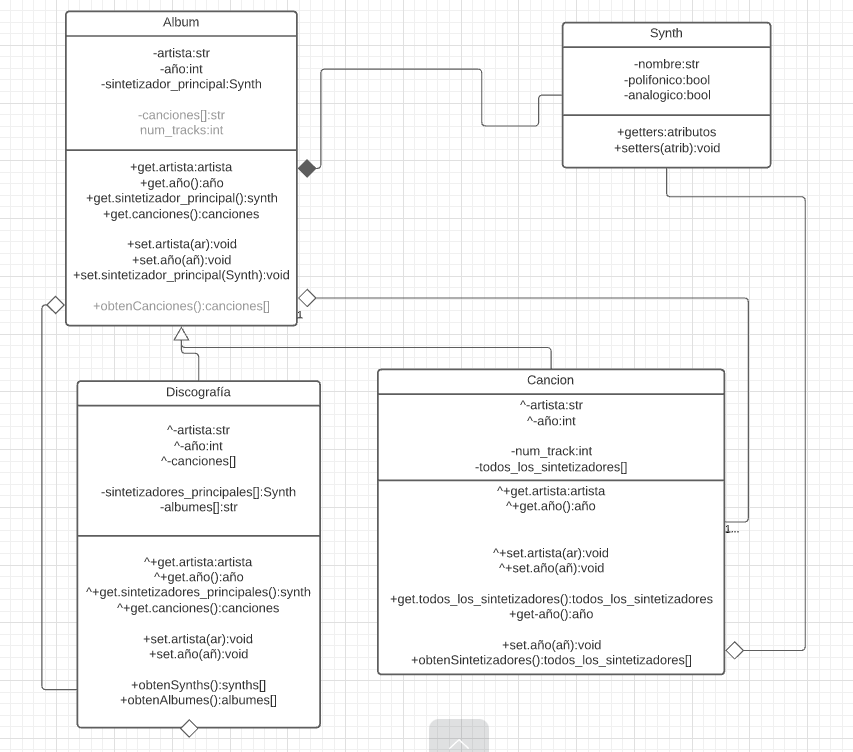 Album
-artista:str
-año:int
-sintetizador_principal:Synth
-canciones[]:str
num_tracks:int
+get.artista:artista
+get.año():año
+get.sintetizador_principal():synth
+get.canciones():canciones
+set.artista(ar):void
+set.año(añ):void
+set.sintetizador_principal(Synth):void
+obtenCanciones():canciones[]
1
Synth
-nombre:str
-polifonico:bool
-analogico:bool
+getters:atributos
+setters(atrib):void
Discografía
^-artista:str
^-año:int
^-canciones[]
-sintetizadores_principales[]:Synth
-albumes[]:str
^+get.artista:artista
^+get.año():año
^+get.sintetizadores_principales():synth
^+get.canciones():canciones
+set.artista(ar):void
+set.año(añ):void
+obtenSynths():synths[]
+obtenAlbumes():albumes[]
Cancion
^-artista:str
^-año:int
-num_track:int
-todos_los_sintetizadores[]
^+get.artista:artista
^+get.año():año
^+set.artista(ar):void
^+set.año(añ):void
+get.todos_los_sintetizadores():todos_los_sintetizadores
+get-año():año
+set.año(añ):void
+obtenSintetizadores():todos_los_sintetizadores[]
1...